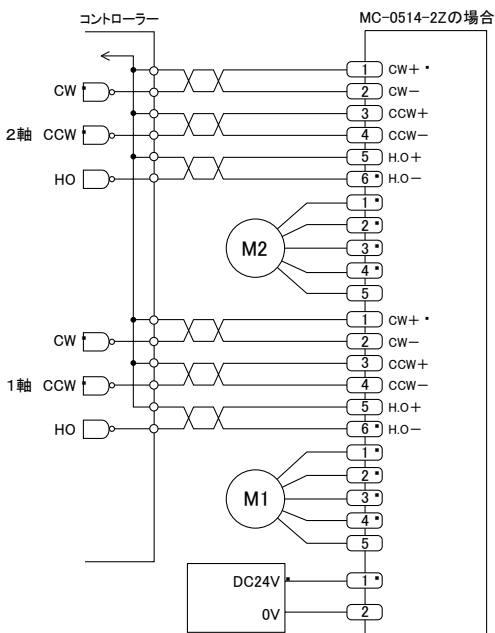 コントローラー MC-0514-2Zの場合
1 CW+
CW 2 CW-
3 CCW+
2軸 CCW 4 CCW-
5 H.O+
HO 6 H.O-
1
2
M2 3
4
5
1 CW+
CW 2 CW-
3 CCW+
1軸 CCW 4 CCW-
5 H.O+
HO 6 H.O-
1
2
M1 3
4
5
DC24V 1
0V 2